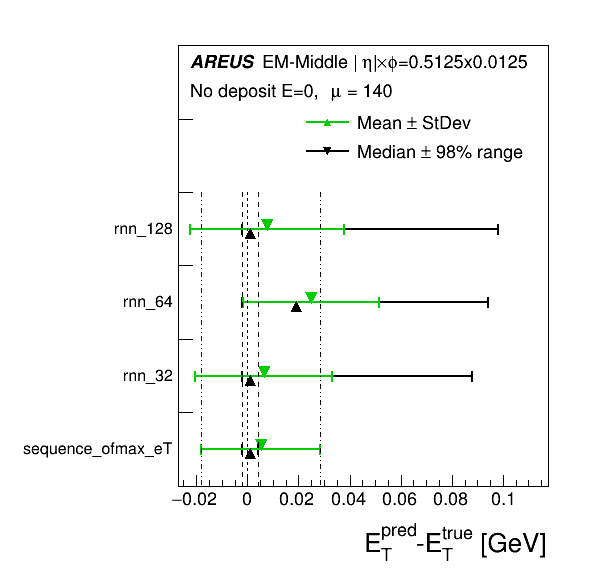 AREUS EM-Middle | η|×ϕ=0.5125x0.0125
No deposit E=0, μ = 140
Mean ± StDev
Median ± 98% range
rnn_128
rnn_64
rnn_32
sequence_ofmax_eT
−0.02 0 0.02 0.04 0.06 0.08 0.1
E_T^pred-E_T^true [GeV]